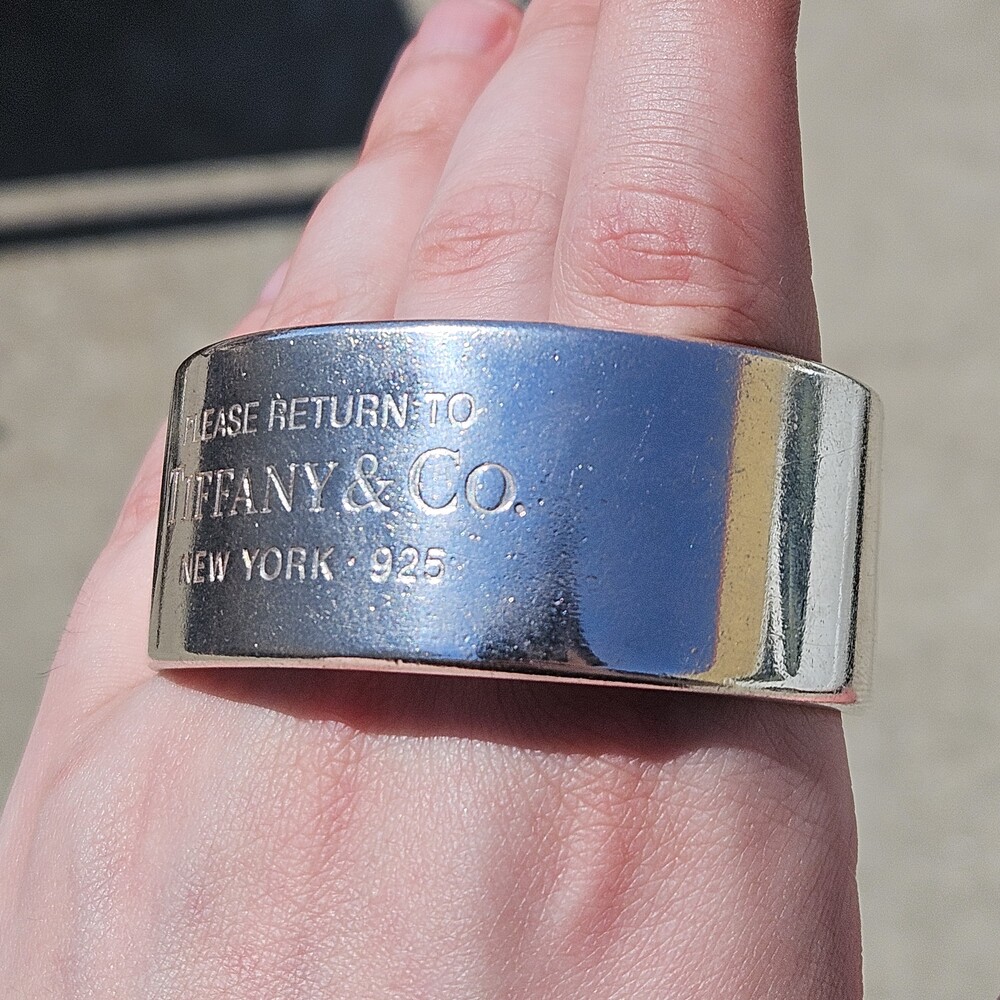 PLEASE RETURN TO
TIFFANY & CO.
NEW YORK · 925